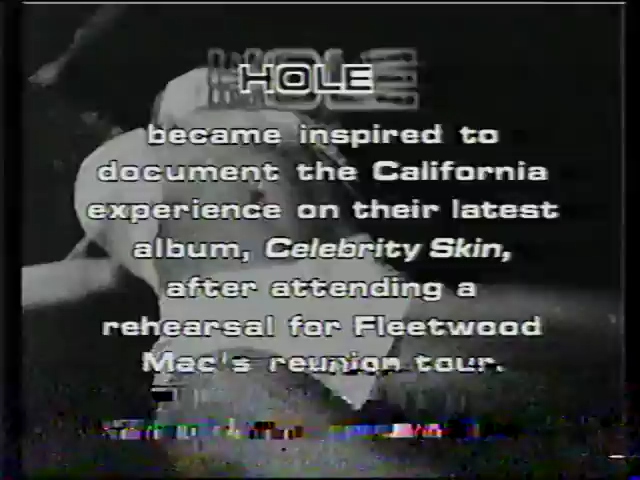 HOLE
became inspired to
document the California
experience on their latest
album, Celebrity Skin,
after attending a
rehearsal for Fleetwood
Mac's reunion tour.